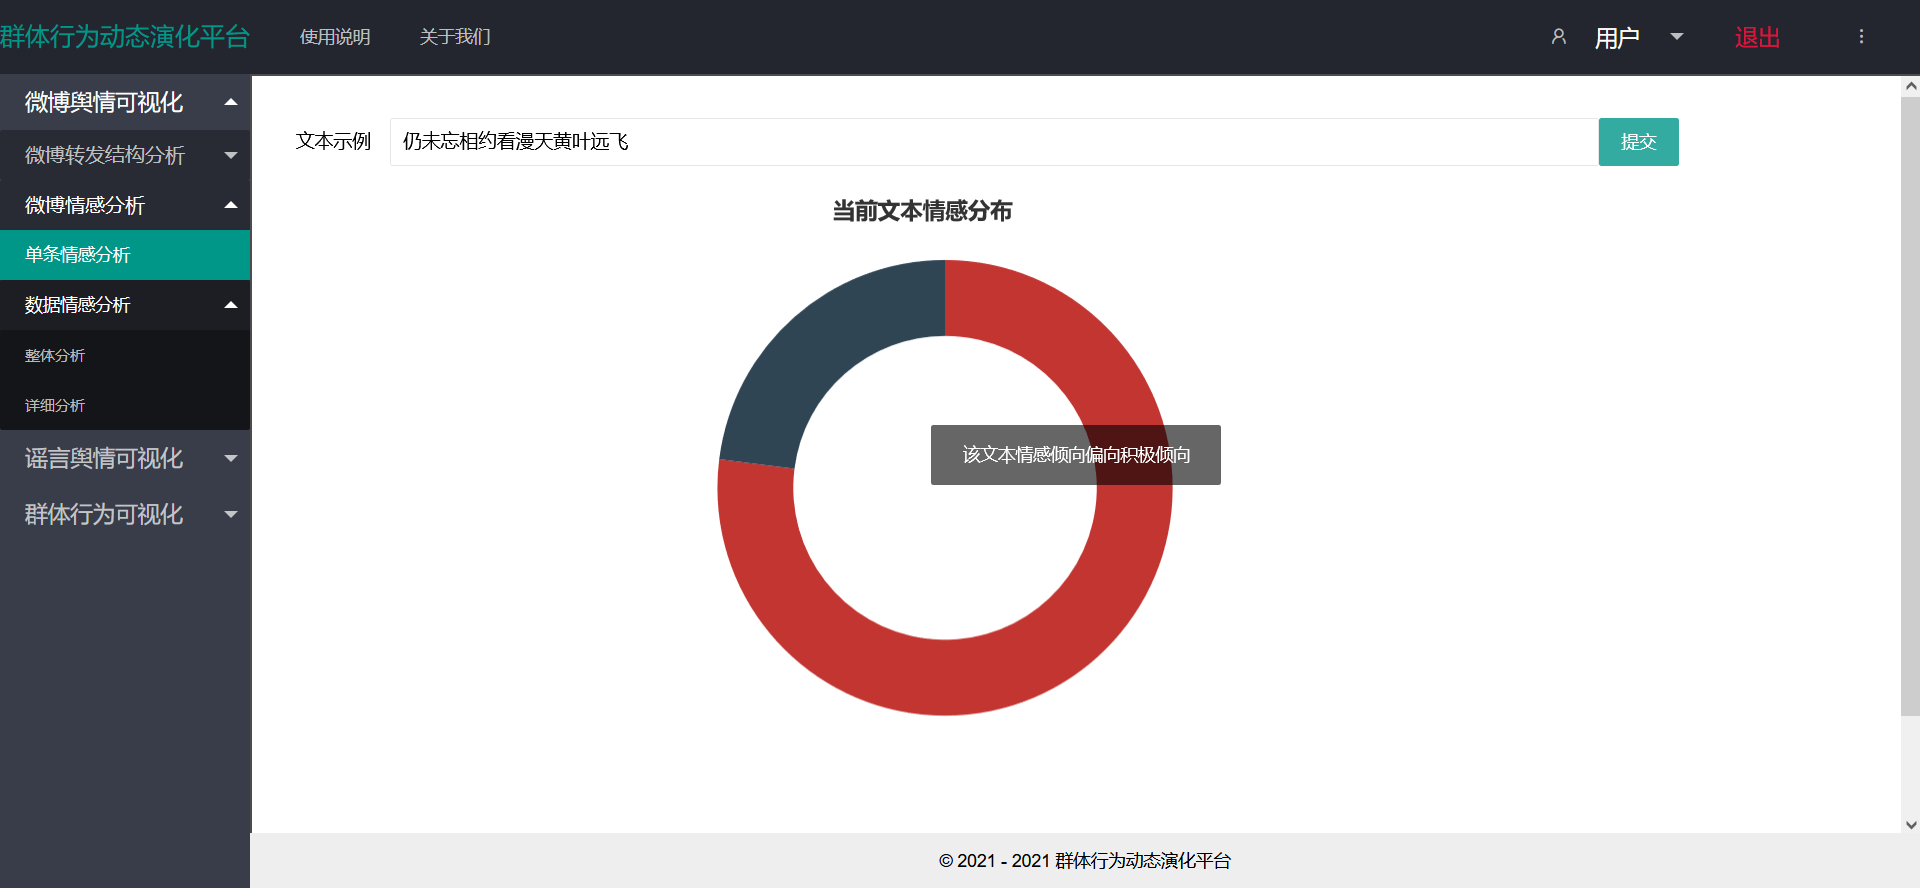 群体行为动态演化平台 使用说明 关于我们 用户 退出
微博舆情可视化
微博转发结构分析
微博情感分析
单条情感分析
数据情感分析
整体分析
详细分析
谣言舆情可视化
群体行为可视化
文本示例 仍未忘相约看漫天黄叶远飞 提交
当前文本情感分布
该文本情感倾向偏向积极倾向
© 2021 - 2021 群体行为动态演化平台